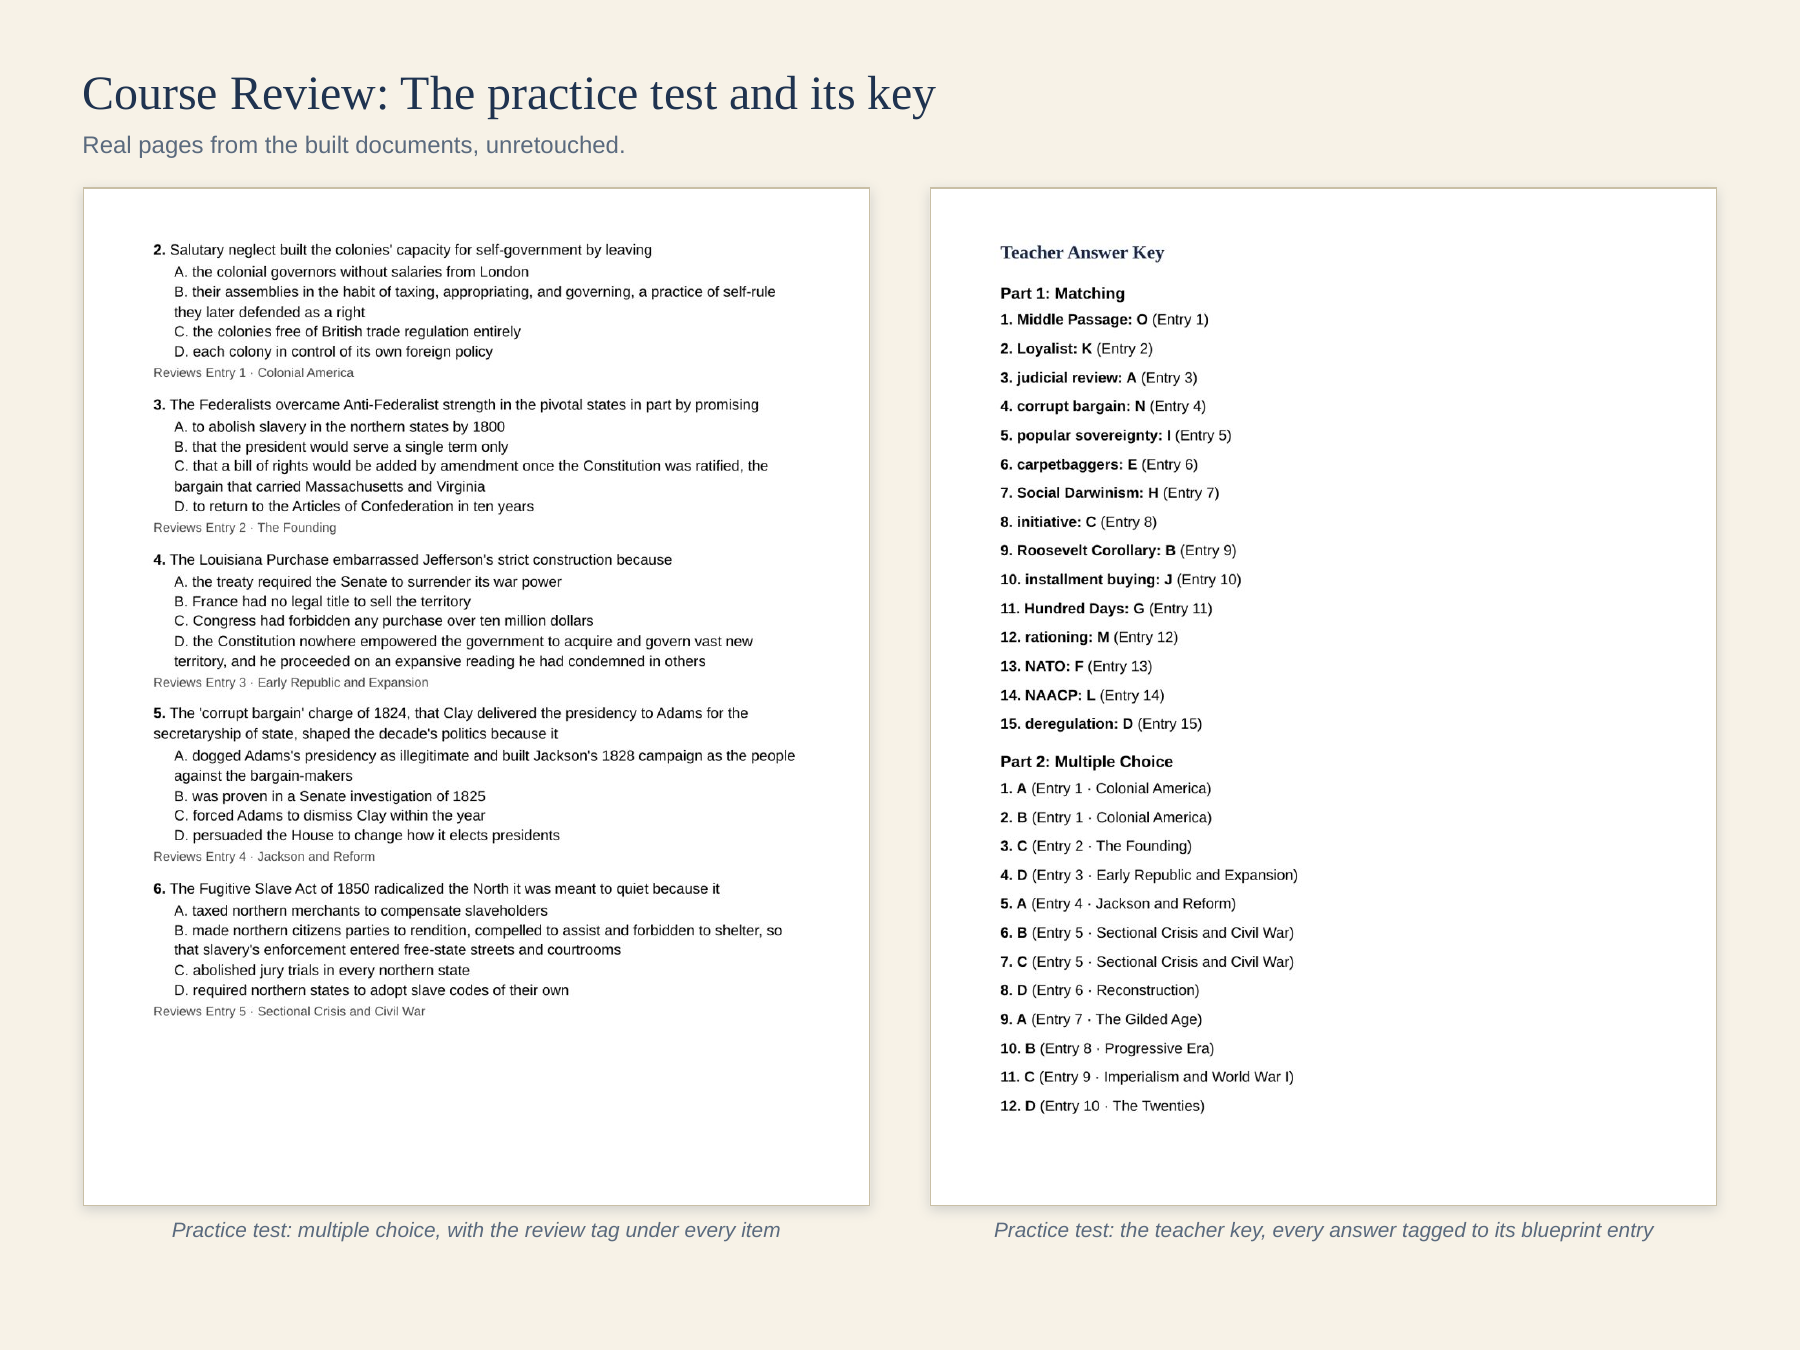 Course Review: The practice test and its key
Real pages from the built documents, unretouched.
2. Salutary neglect built the colonies' capacity for self-government by leaving
A. the colonial governors without salaries from London
B. their assemblies in the habit of taxing, appropriating, and governing, a practice of self-rule
they later defended as a right
C. the colonies free of British trade regulation entirely
D. each colony in control of its own foreign policy
Reviews Entry 1 · Colonial America
3. The Federalists overcame Anti-Federalist strength in the pivotal states in part by promising
A. to abolish slavery in the northern states by 1800
B. that the president would serve a single term only
C. that a bill of rights would be added by amendment once the Constitution was ratified, the
bargain that carried Massachusetts and Virginia
D. to return to the Articles of Confederation in ten years
Reviews Entry 2 · The Founding
4. The Louisiana Purchase embarrassed Jefferson's strict construction because
A. the treaty required the Senate to surrender its war power
B. France had no legal title to sell the territory
C. Congress had forbidden any purchase over ten million dollars
D. the Constitution nowhere empowered the government to acquire and govern vast new
territory, and he proceeded on an expansive reading he had condemned in others
Reviews Entry 3 · Early Republic and Expansion
5. The 'corrupt bargain' charge of 1824, that Clay delivered the presidency to Adams for the
secretaryship of state, shaped the decade's politics because it
A. dogged Adams's presidency as illegitimate and built Jackson's 1828 campaign as the people
against the bargain-makers
B. was proven in a Senate investigation of 1825
C. forced Adams to dismiss Clay within the year
D. persuaded the House to change how it elects presidents
Reviews Entry 4 · Jackson and Reform
6. The Fugitive Slave Act of 1850 radicalized the North it was meant to quiet because it
A. taxed northern merchants to compensate slaveholders
B. made northern citizens parties to rendition, compelled to assist and forbidden to shelter, so
that slavery's enforcement entered free-state streets and courtrooms
C. abolished jury trials in every northern state
D. required northern states to adopt slave codes of their own
Reviews Entry 5 · Sectional Crisis and Civil War
Practice test: multiple choice, with the review tag under every item
Teacher Answer Key
Part 1: Matching
1. Middle Passage: O (Entry 1)
2. Loyalist: K (Entry 2)
3. judicial review: A (Entry 3)
4. corrupt bargain: N (Entry 4)
5. popular sovereignty: I (Entry 5)
6. carpetbaggers: E (Entry 6)
7. Social Darwinism: H (Entry 7)
8. initiative: C (Entry 8)
9. Roosevelt Corollary: B (Entry 9)
10. installment buying: J (Entry 10)
11. Hundred Days: G (Entry 11)
12. rationing: M (Entry 12)
13. NATO: F (Entry 13)
14. NAACP: L (Entry 14)
15. deregulation: D (Entry 15)
Part 2: Multiple Choice
1. A (Entry 1 · Colonial America)
2. B (Entry 1 · Colonial America)
3. C (Entry 2 · The Founding)
4. D (Entry 3 · Early Republic and Expansion)
5. A (Entry 4 · Jackson and Reform)
6. B (Entry 5 · Sectional Crisis and Civil War)
7. C (Entry 5 · Sectional Crisis and Civil War)
8. D (Entry 6 · Reconstruction)
9. A (Entry 7 · The Gilded Age)
10. B (Entry 8 · Progressive Era)
11. C (Entry 9 · Imperialism and World War I)
12. D (Entry 10 · The Twenties)
Practice test: the teacher key, every answer tagged to its blueprint entry